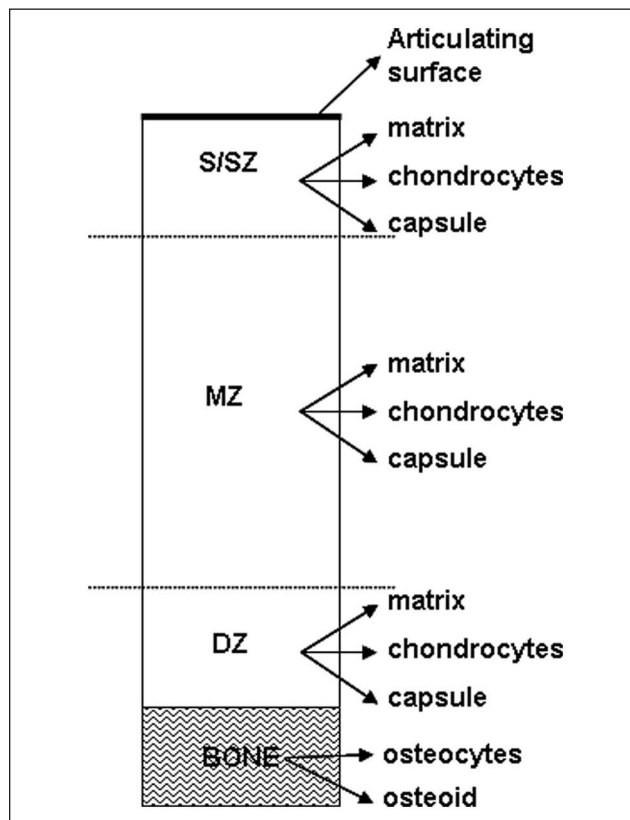 Articulating
surface
S/SZ
matrix
chondrocytes
capsule
MZ
matrix
chondrocytes
capsule
DZ
matrix
chondrocytes
capsule
BONE
osteocytes
osteoid